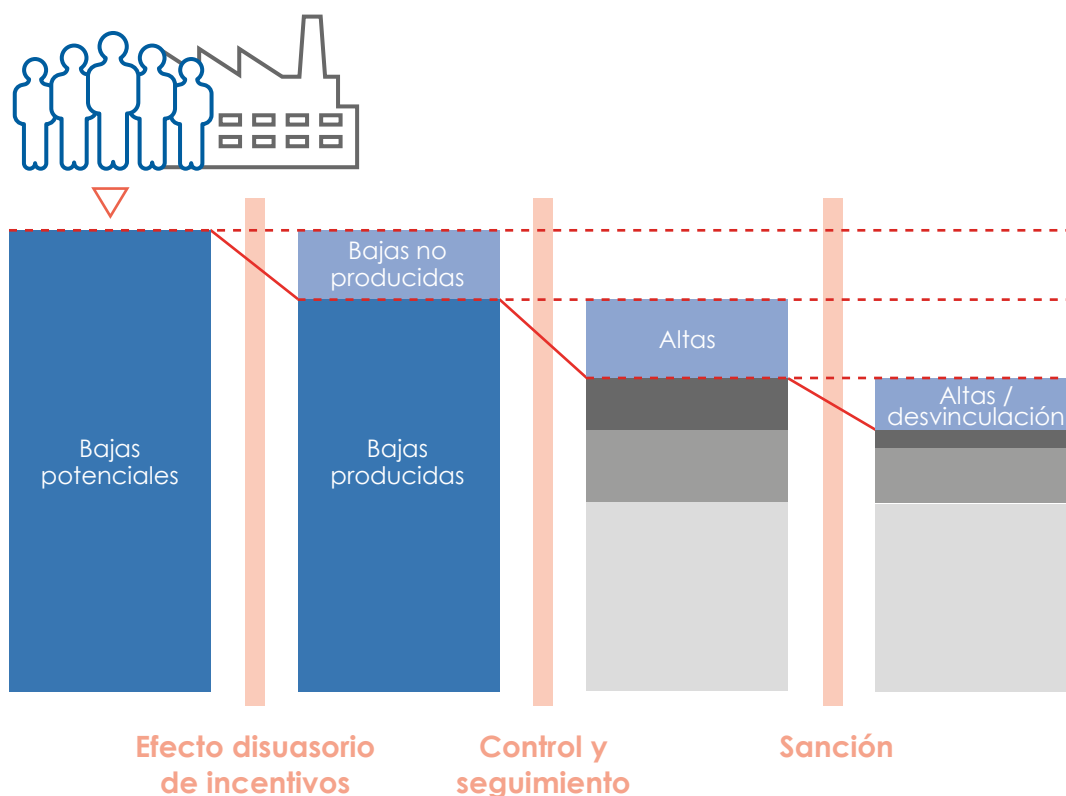 Bajas no
producidas
Altas
Altas /
desvinculación
Bajas
potenciales
Bajas
producidas
Efecto disuasorio
de incentivos
Control y
seguimiento
Sanción